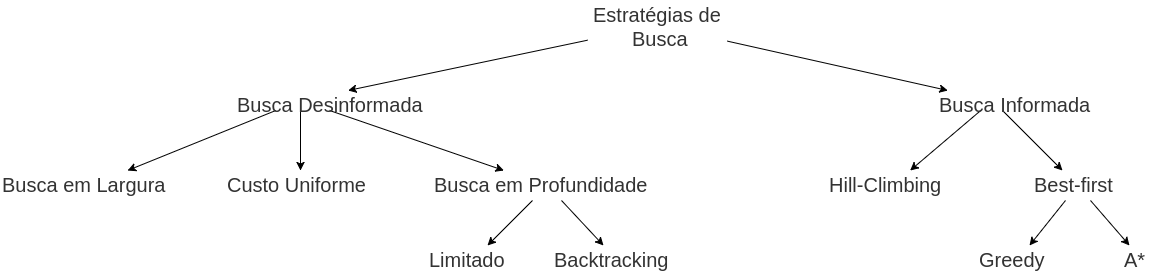 Estratégias de
Busca
Busca Desinformada
Busca Informada
Busca em Largura
Custo Uniforme
Busca em Profundidade
Hill-Climbing
Best-first
Limitado
Backtracking
Greedy
A*